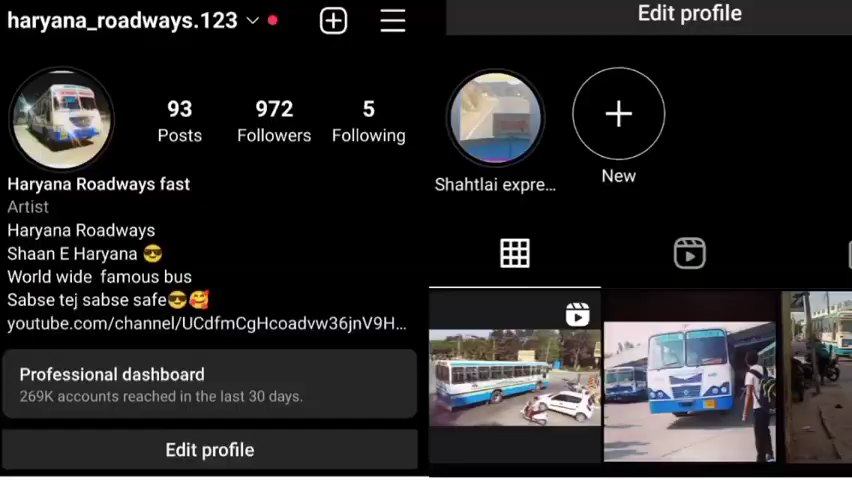 haryana_roadways.123
93
Posts
972
Followers
5
Following
Haryana Roadways fast
Artist
Haryana Roadways
Shaan E Haryana 😎
World wide famous bus
Sabse tej sabse safe😎🥰
youtube.com/channel/UCdfmCgHcoadvw36jnV9H...
Professional dashboard
269K accounts reached in the last 30 days.
Edit profile
Edit profile
Shahtlai expre...
New